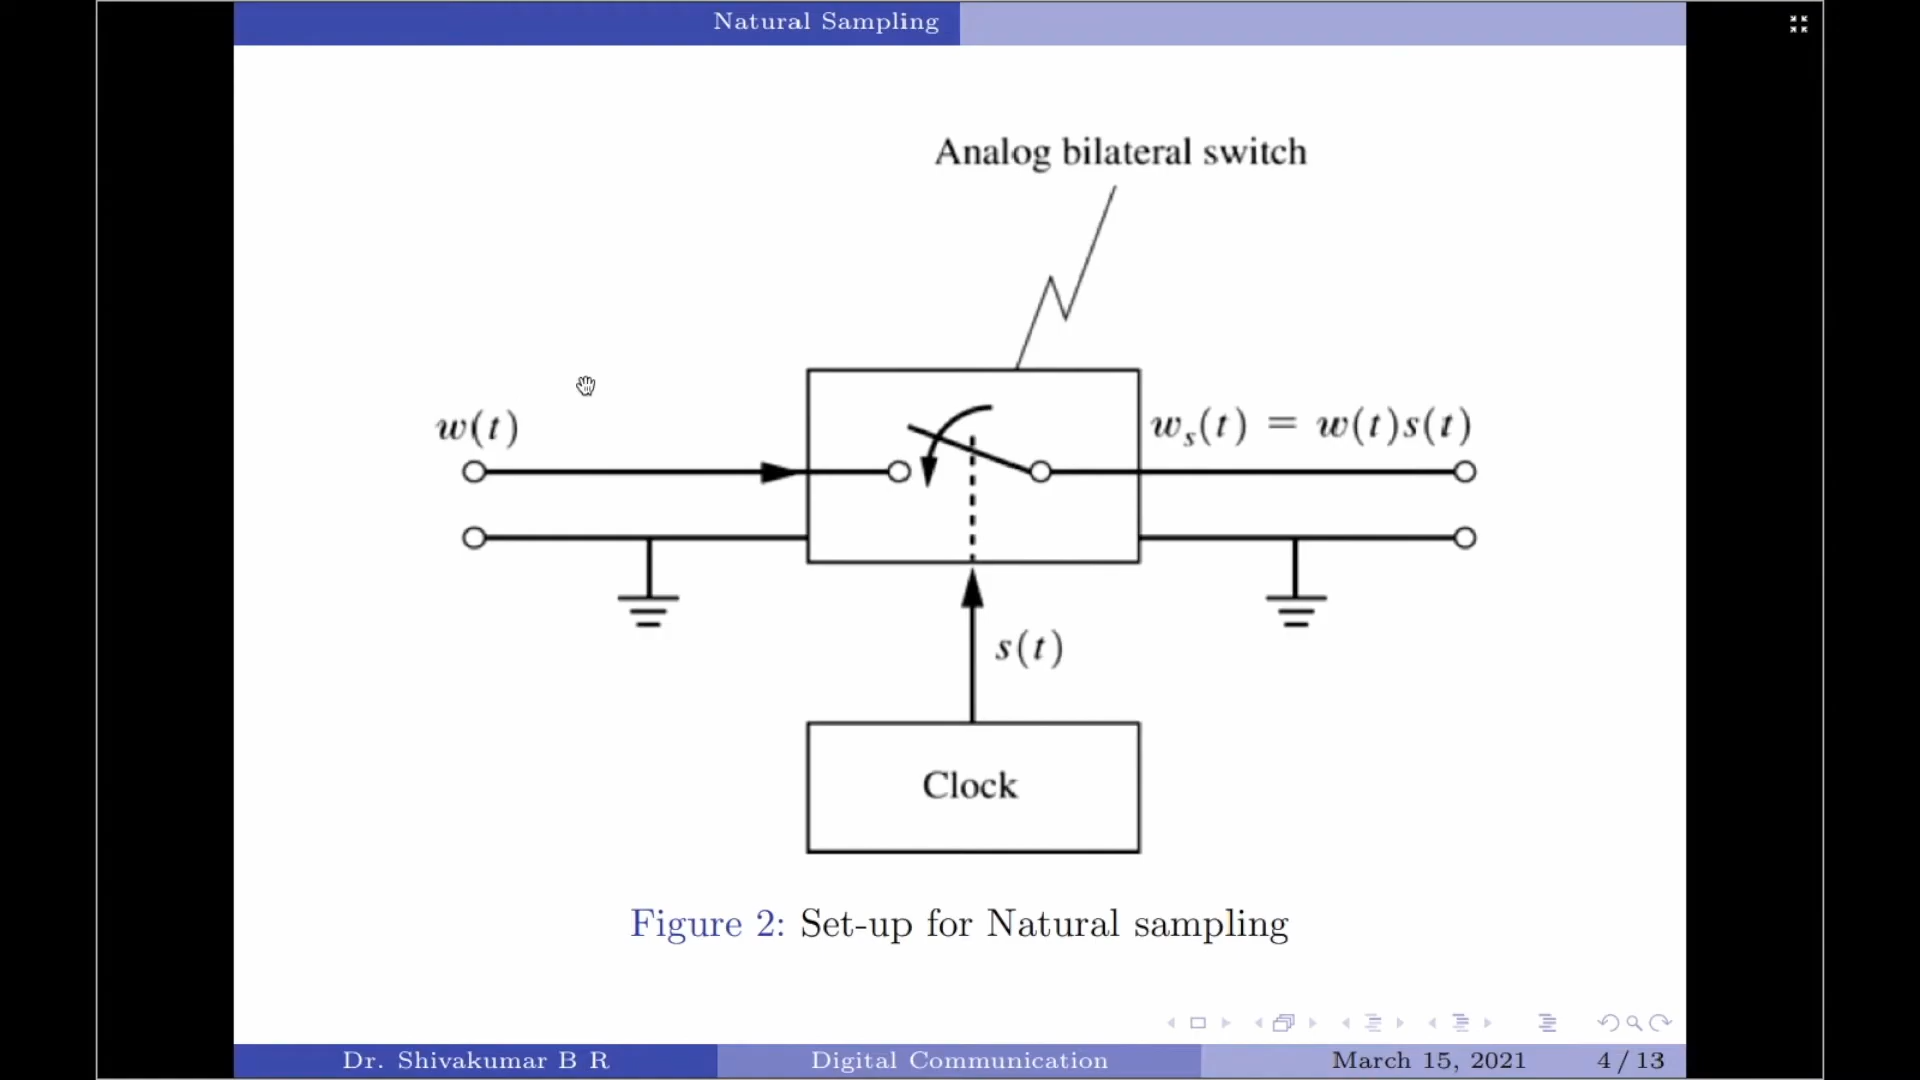 Natural Sampling
Analog bilateral switch
w(t)
wₛ(t) = w(t)s(t)
s(t)
Clock
Figure 2: Set-up for Natural sampling
Dr. Shivakumar B R
Digital Communication
March 15, 2021
4 / 13